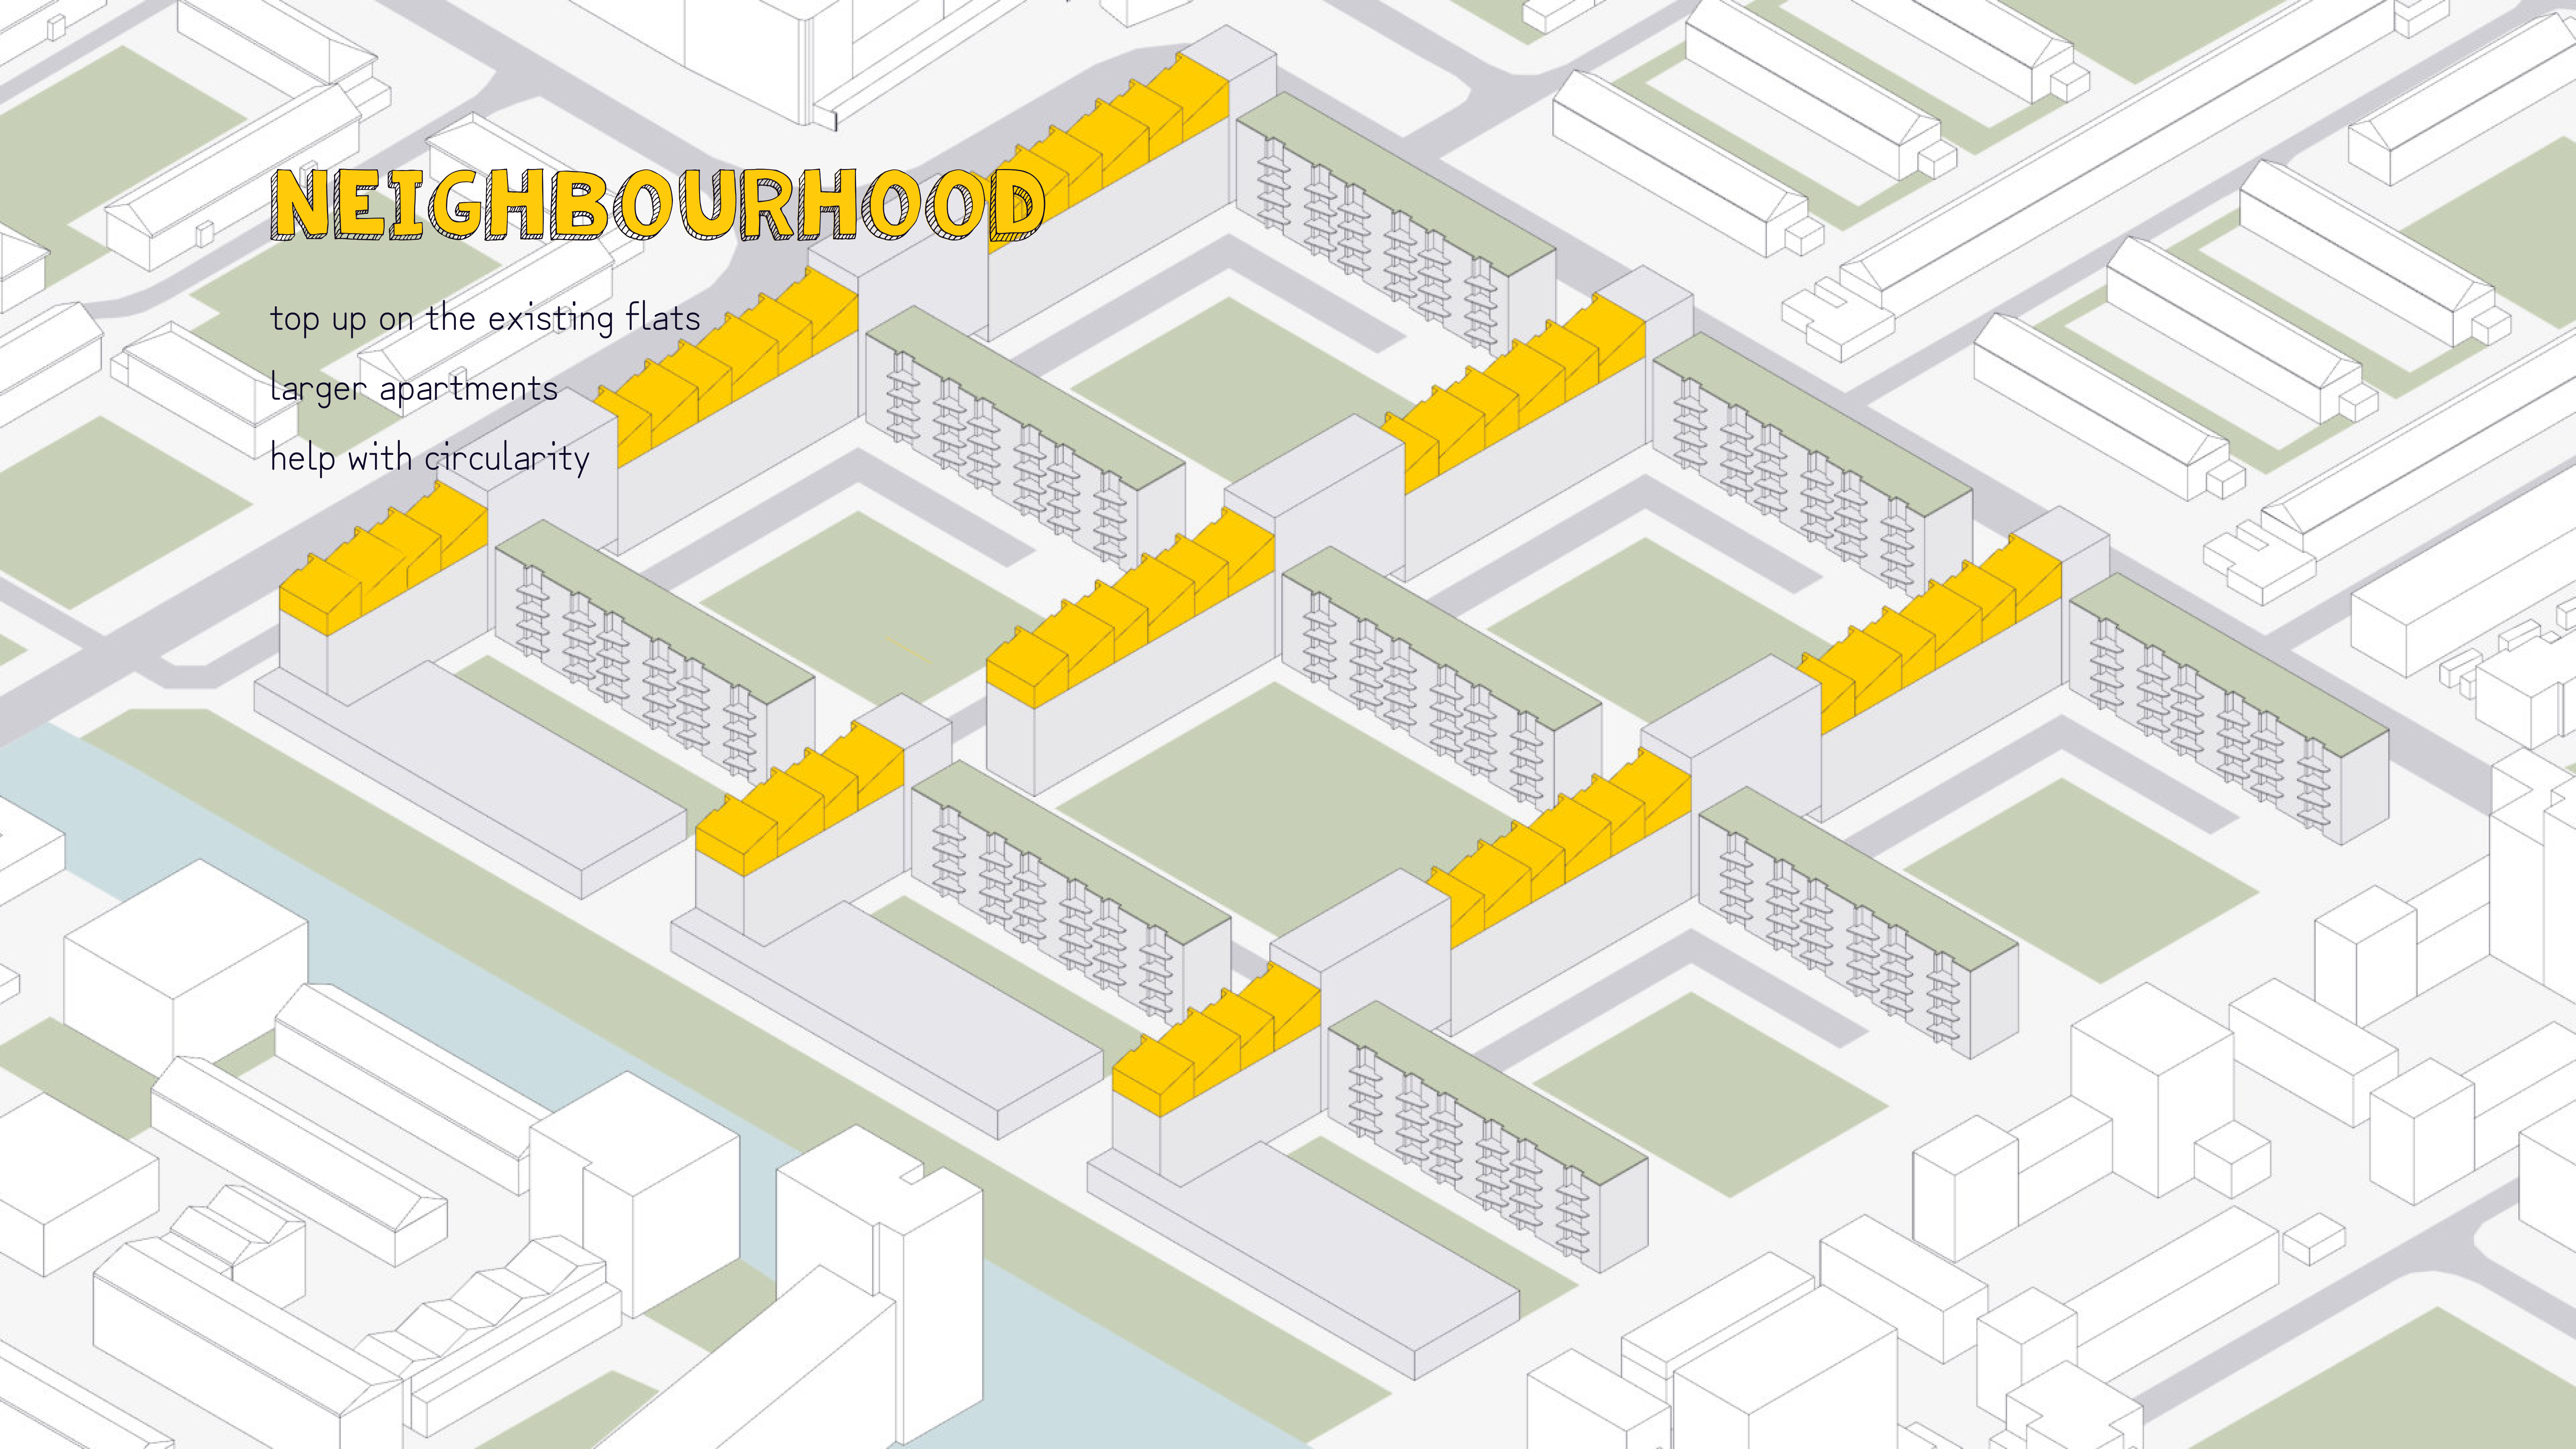 NEIGHBOURHOOD
top up on the existing flats
larger apartments
help with circularity